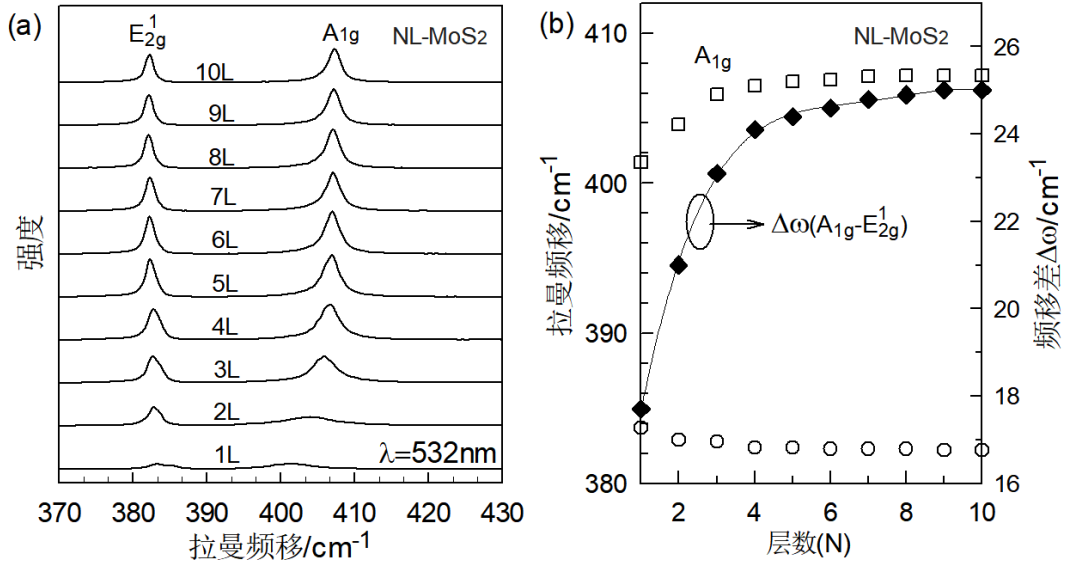 (a)
E¹₂g
A1g
NL-MoS2
10L
9L
8L
7L
6L
5L
4L
3L
2L
1L
λ=532nm
强度
370 380 390 400 410 420 430
拉曼频移/cm⁻¹
(b)
NL-MoS2
A₁g
Δω(A₁g-E¹₂g)
拉曼频移/cm⁻¹
410
400
390
380
频移差Δω/cm⁻¹
26
24
22
20
18
16
2 4 6 8 10
层数(N)